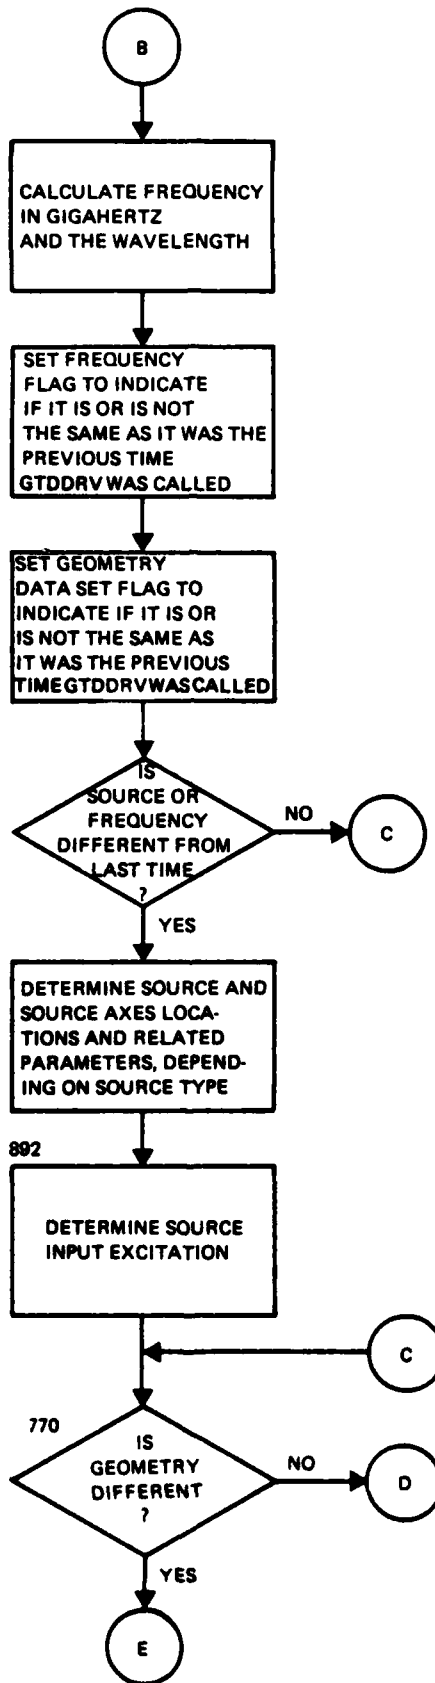 B
CALCULATE FREQUENCY
IN GIGAHERTZ
AND THE WAVELENGTH
SET FREQUENCY
FLAG TO INDICATE
IF IT IS OR IS NOT
THE SAME AS IT WAS THE
PREVIOUS TIME
GTDDRV WAS CALLED
SET GEOMETRY
DATA SET FLAG TO
INDICATE IF IT IS OR
IS NOT THE SAME AS
IT WAS THE PREVIOUS
TIME GTDDRV WAS CALLED
IS
SOURCE OR
FREQUENCY
DIFFERENT FROM
LAST TIME
?
NO
C
YES
DETERMINE SOURCE AND
SOURCE AXES LOCA-
TIONS AND RELATED
PARAMETERS, DEPEND-
ING ON SOURCE TYPE
892
DETERMINE SOURCE
INPUT EXCITATION
C
770
IS
GEOMETRY
DIFFERENT
?
NO
D
YES
E